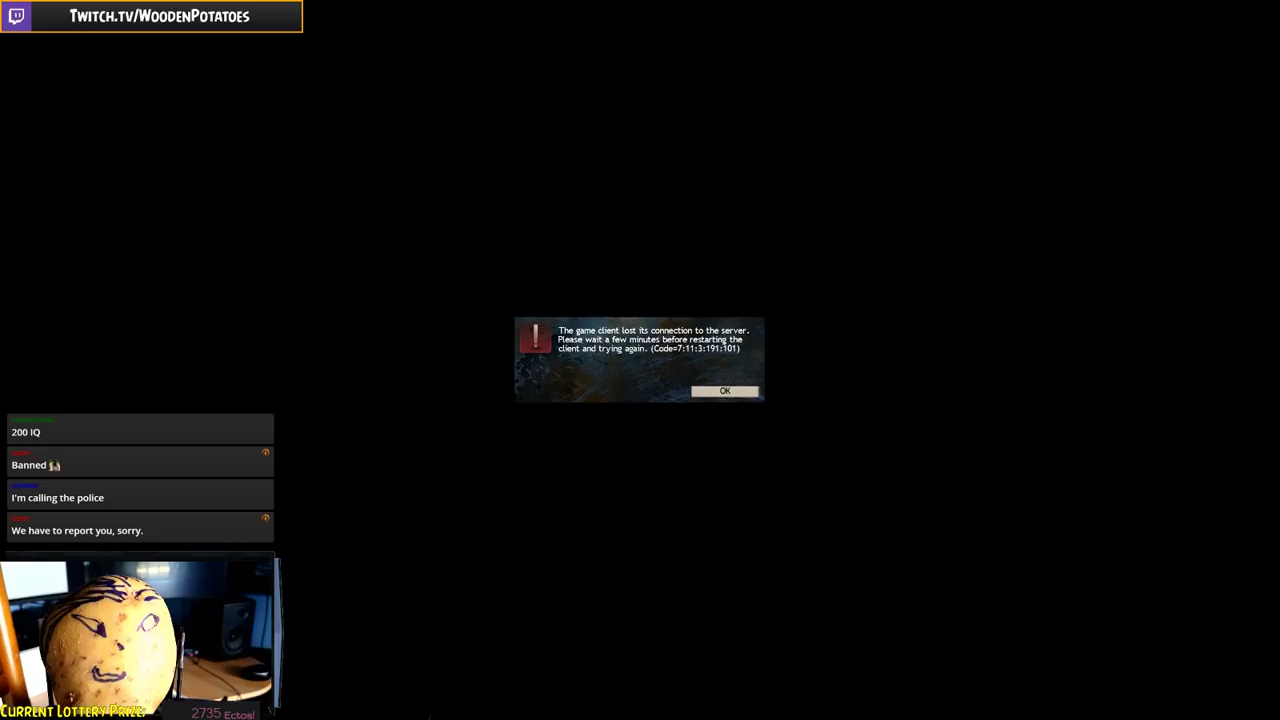 Twitch.tv/WoodenPotatoes
The game client lost its connection to the server.
Please wait a few minutes before restarting the
client and trying again. (Code=7:11:3:191:101)
OK
200 IQ
Banned
I'm calling the police
We have to report you, sorry.
Current Lottery Prize:
2735 Ectos!